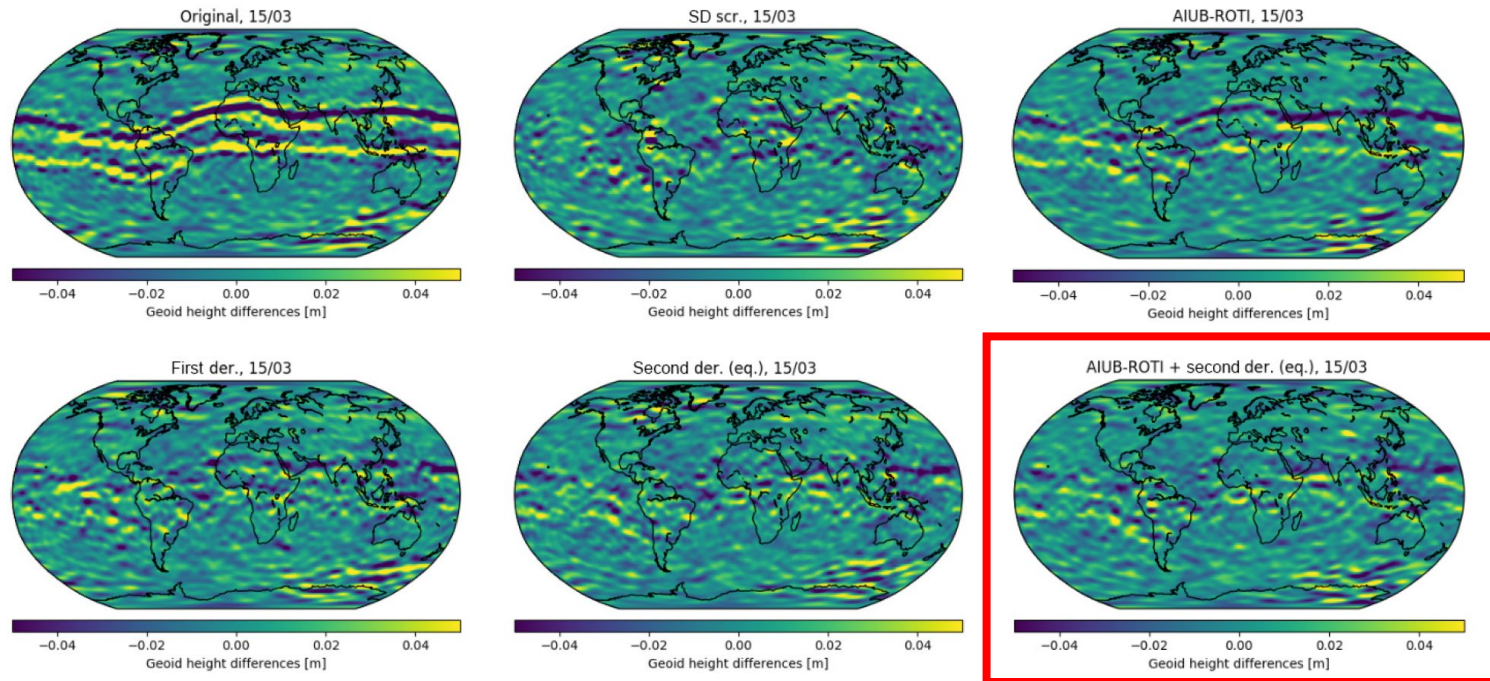 Original, 15/03
SD scr., 15/03
AIUB-ROTI, 15/03
−0.04 −0.02 0.00 0.02 0.04
Geoid height differences [m]
−0.04 −0.02 0.00 0.02 0.04
Geoid height differences [m]
−0.04 −0.02 0.00 0.02 0.04
Geoid height differences [m]
First der., 15/03
Second der. (eq.), 15/03
AIUB-ROTI + second der. (eq.), 15/03
−0.04 −0.02 0.00 0.02 0.04
Geoid height differences [m]
−0.04 −0.02 0.00 0.02 0.04
Geoid height differences [m]
−0.04 −0.02 0.00 0.02 0.04
Geoid height differences [m]